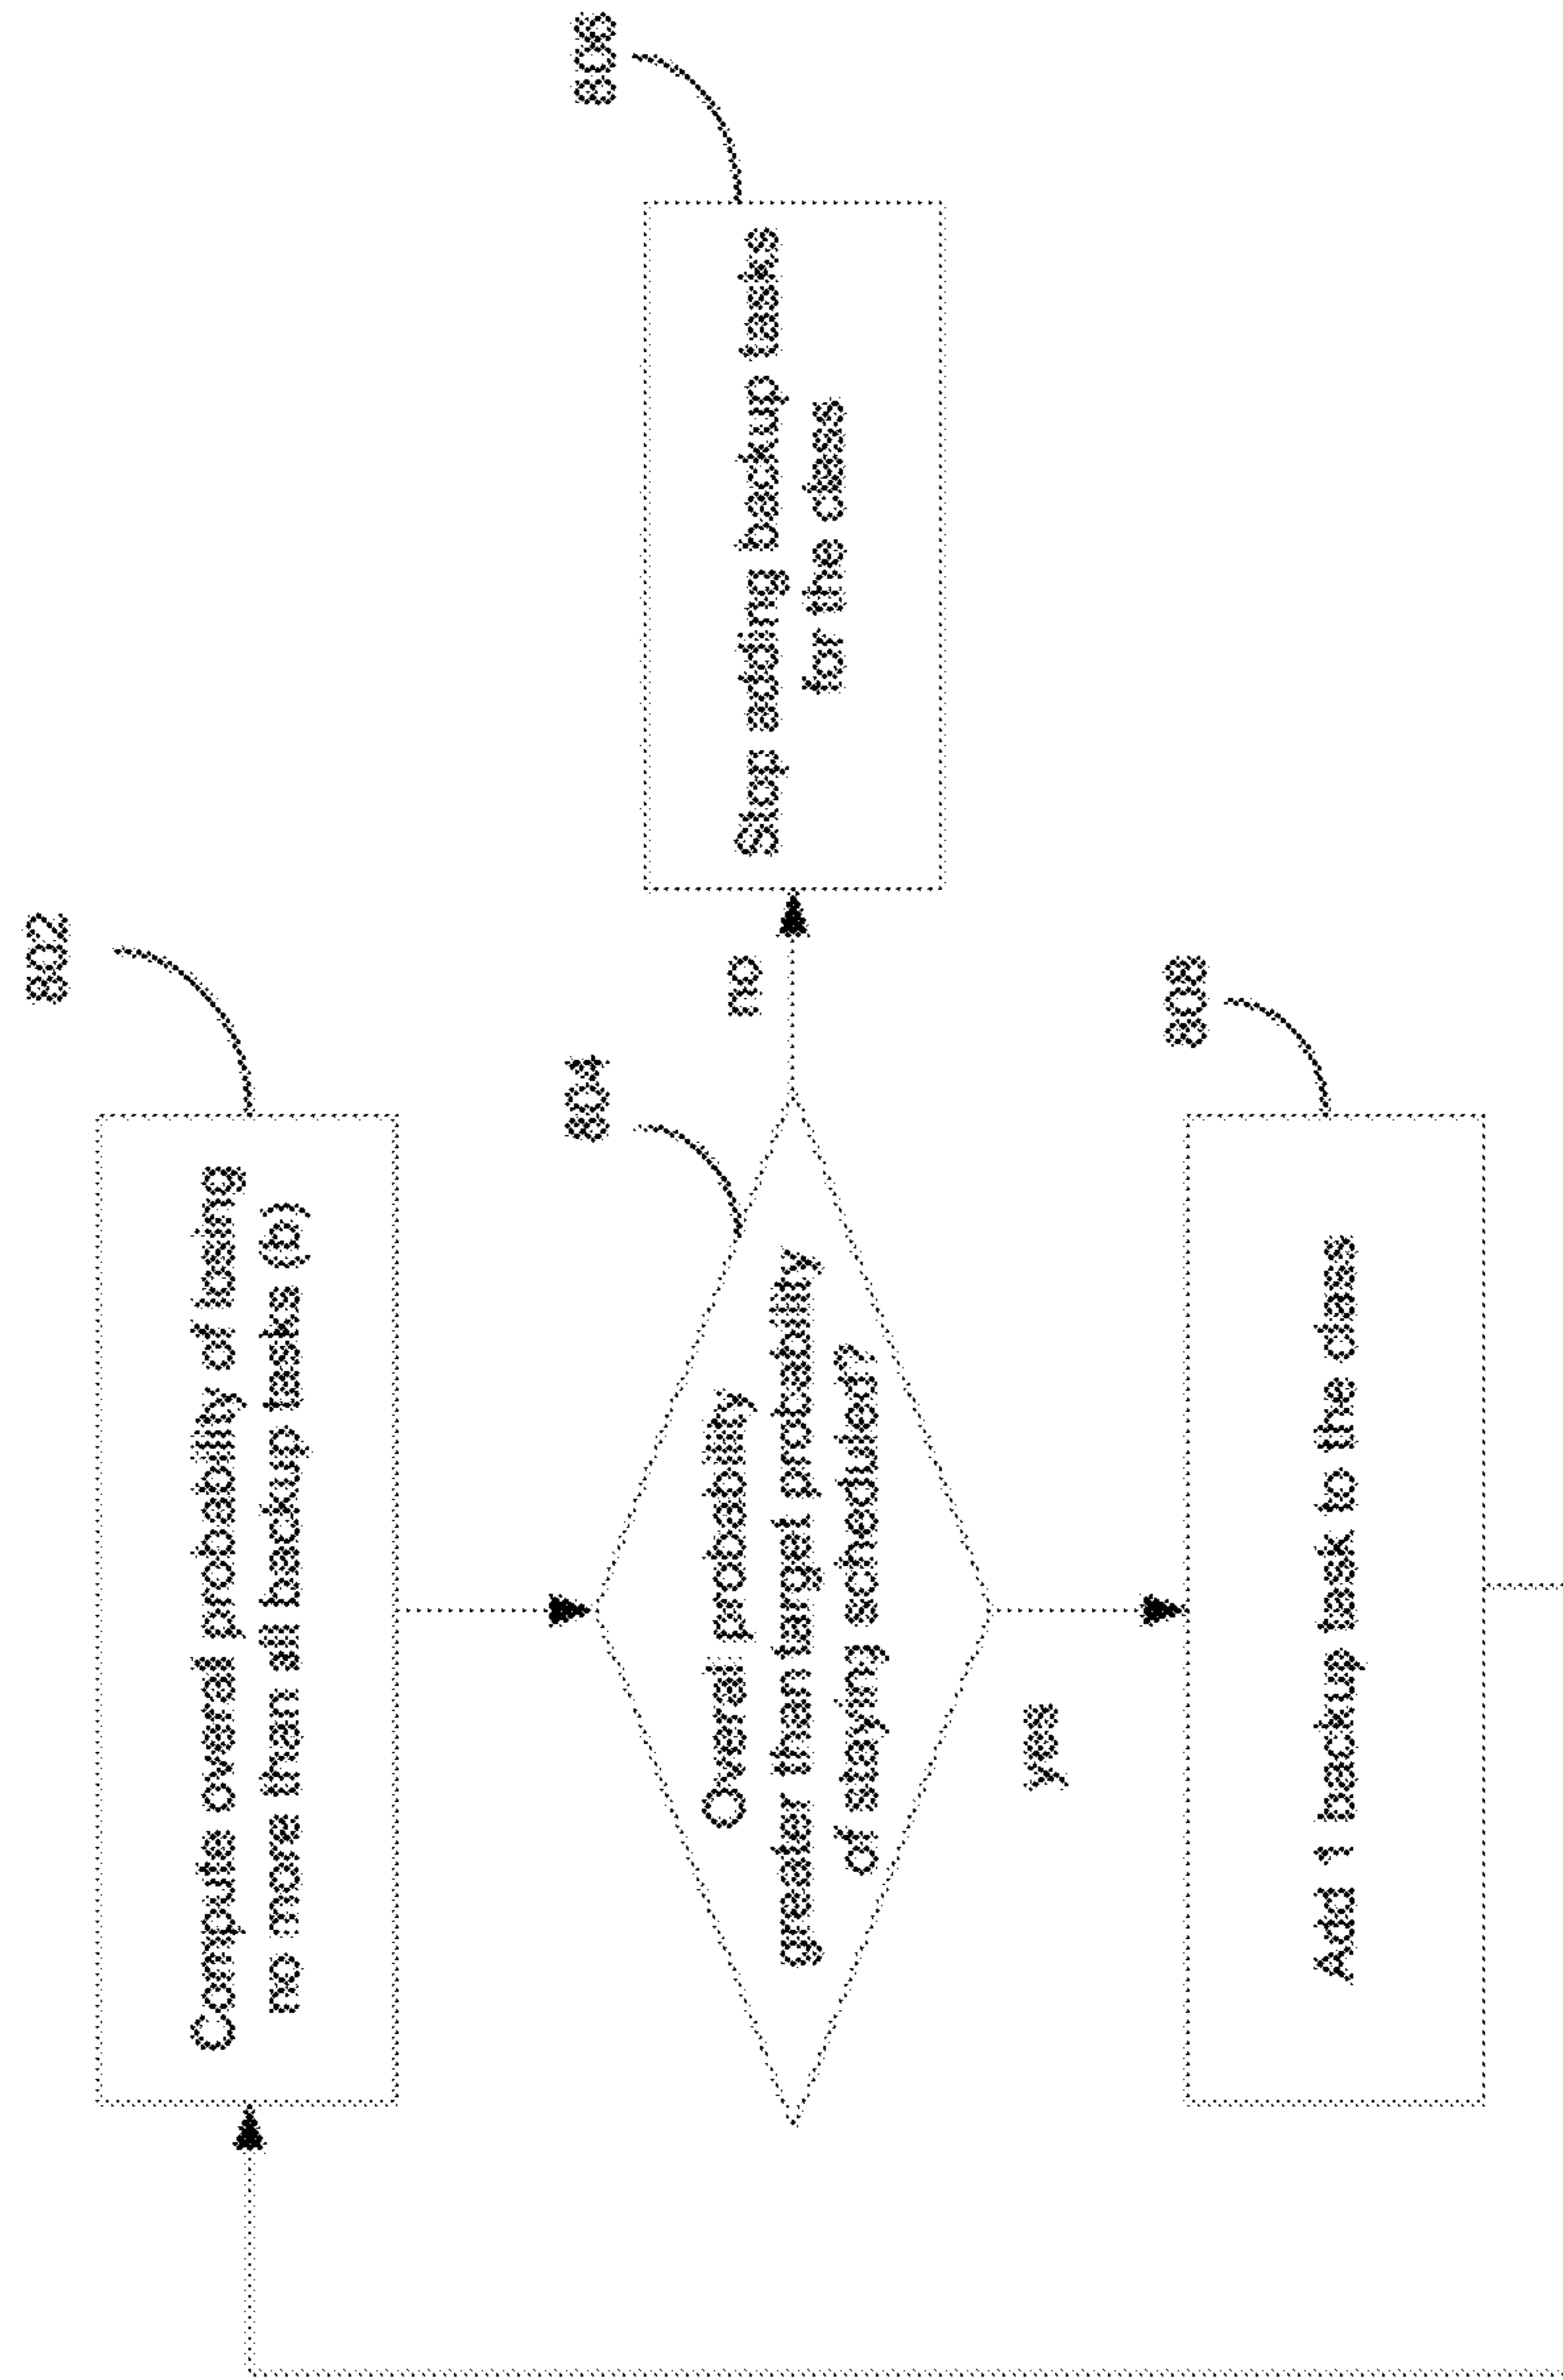 802
Compute overall probability of losing
no more than all backup tasks (b)
804
Overall probability
greater than target probability
of staying scheduled?
no
806
Stop adding backup tasks
for the class
yes
808
Add 1 backup task to the class